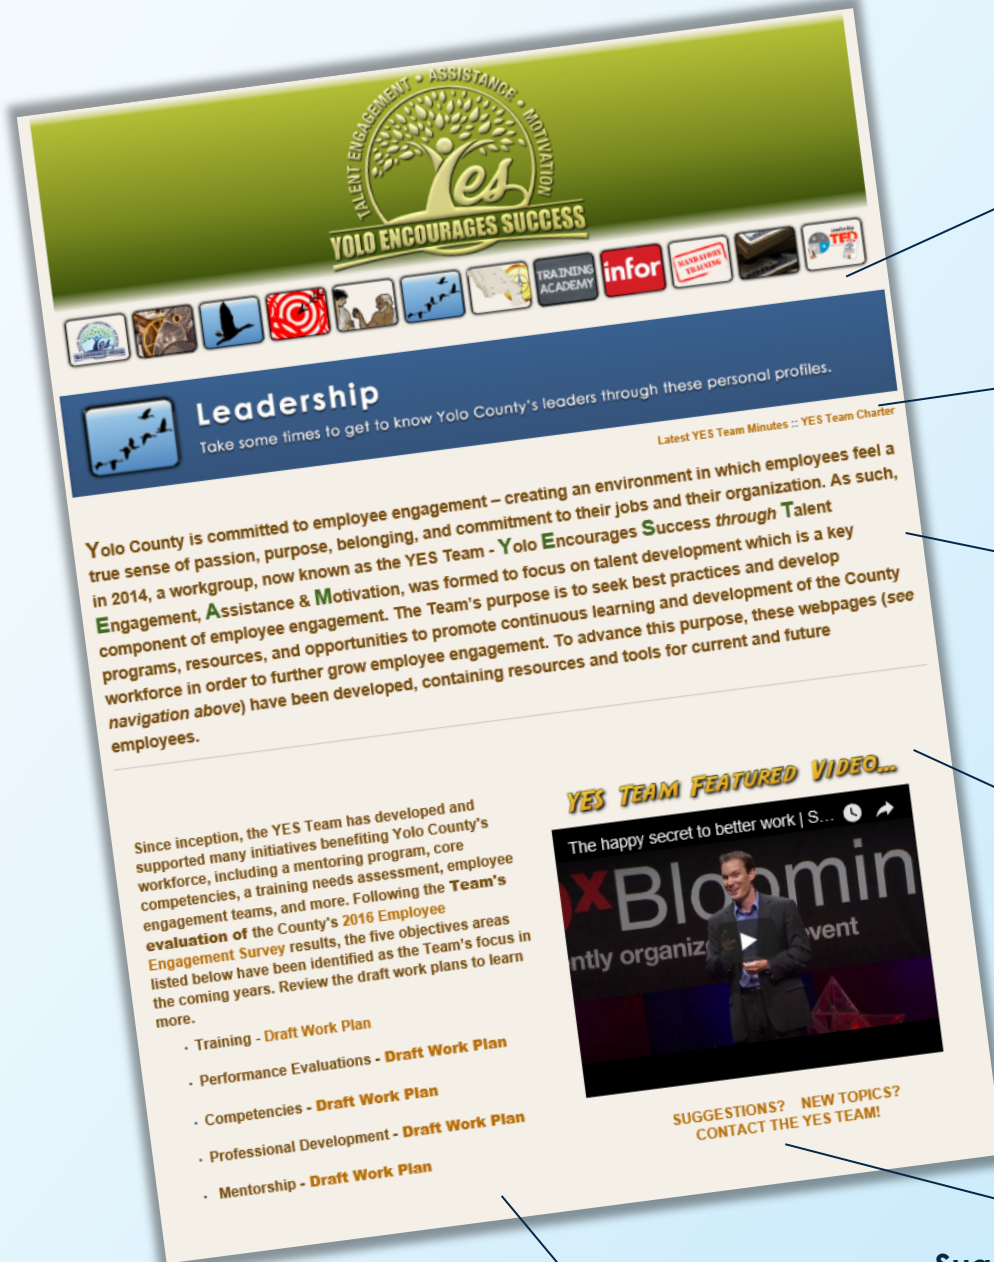 TALENT ENGAGEMENT • ASSISTANCE • MOTIVATION
Yes
YOLO ENCOURAGES SUCCESS
YOLO ENCOURAGES SUCCESS
TRAINING
ACADEMY
infor
MANDATORY
TRAINING
Leadership
TED
Leadership
Take some times to get to know Yolo County's leaders through these personal profiles.
Latest YES Team Minutes :: YES Team Charter
Yolo County is committed to employee engagement – creating an environment in which employees feel a
true sense of passion, purpose, belonging, and commitment to their jobs and their organization. As such,
in 2014, a workgroup, now known as the YES Team - Yolo Encourages Success through Talent
Engagement, Assistance & Motivation, was formed to focus on talent development which is a key
component of employee engagement. The Team's purpose is to seek best practices and develop
programs, resources, and opportunities to promote continuous learning and development of the County
workforce in order to further grow employee engagement. To advance this purpose, these webpages (see
navigation above) have been developed, containing resources and tools for current and future
employees.
Since inception, the YES Team has developed and
supported many initiatives benefiting Yolo County's
workforce, including a mentoring program, core
competencies, a training needs assessment, employee
engagement teams, and more. Following the Team's
evaluation of the County's 2016 Employee
Engagement Survey results, the five objectives areas
listed below have been identified as the Team's focus in
the coming years. Review the draft work plans to learn
more.
· Training - Draft Work Plan
· Performance Evaluations - Draft Work Plan
· Competencies - Draft Work Plan
· Professional Development - Draft Work Plan
· Mentorship - Draft Work Plan
YES TEAM FEATURED VIDEO...
The happy secret to better work | S...
xBloomin
ntly organiz vent
SUGGESTIONS? NEW TOPICS?
CONTACT THE YES TEAM!